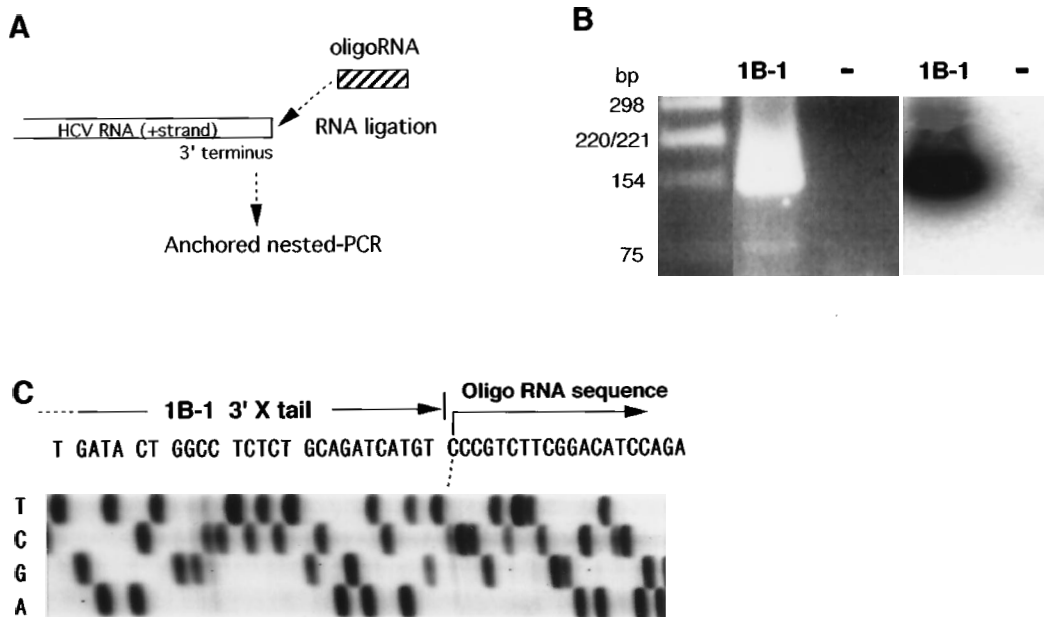 A
oligoRNA
HCV RNA (+strand)
RNA ligation
3' terminus
Anchored nested-PCR
B
bp
1B-1 - 1B-1 -
298
220/221
154
75
C
1B-1 3' X tail
Oligo RNA sequence
T GATA CT GGCC TCTCT GCAGATCATGT CCCGTCTTCGGACATCCAGA
T
C
G
A